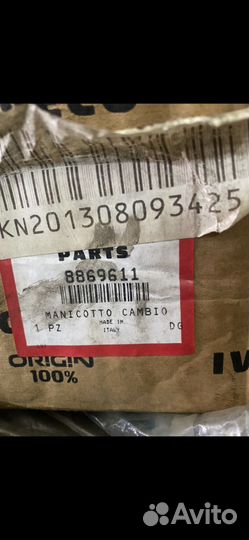 KN201308093425
PARTS
8869611
MANICOTTO CAMBIO
1 PZ MADE IN ITALY DG
ORIGIN
100%
IV
Avito